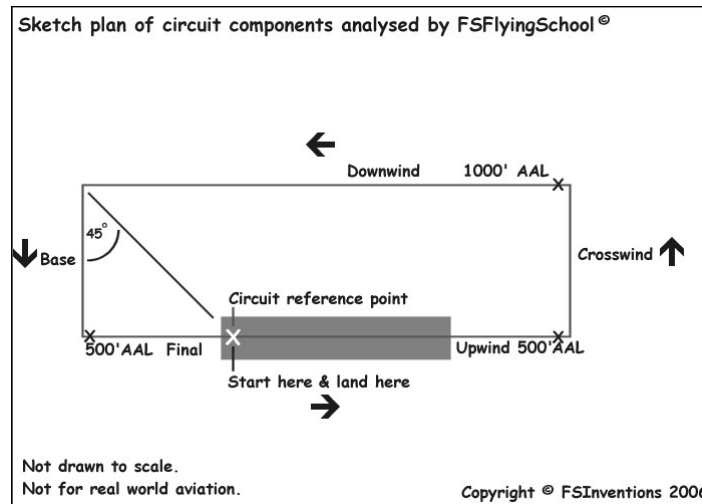 Sketch plan of circuit components analysed by FSFlyingSchool©
Downwind 1000' AAL
45°
Base
Crosswind
Circuit reference point
500'AAL Final
Upwind 500'AAL
Start here & land here
Not drawn to scale.
Not for real world aviation.
Copyright © FSInventions 2006